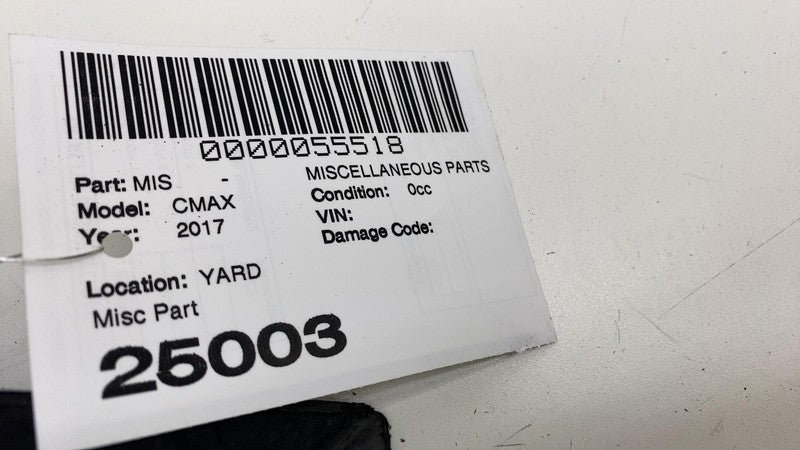 0000055518
Part: MIS - MISCELLANEOUS PARTS
Model: CMAX Condition: 0cc
Year: 2017 VIN:
Damage Code:
Location: YARD
Misc Part
25003